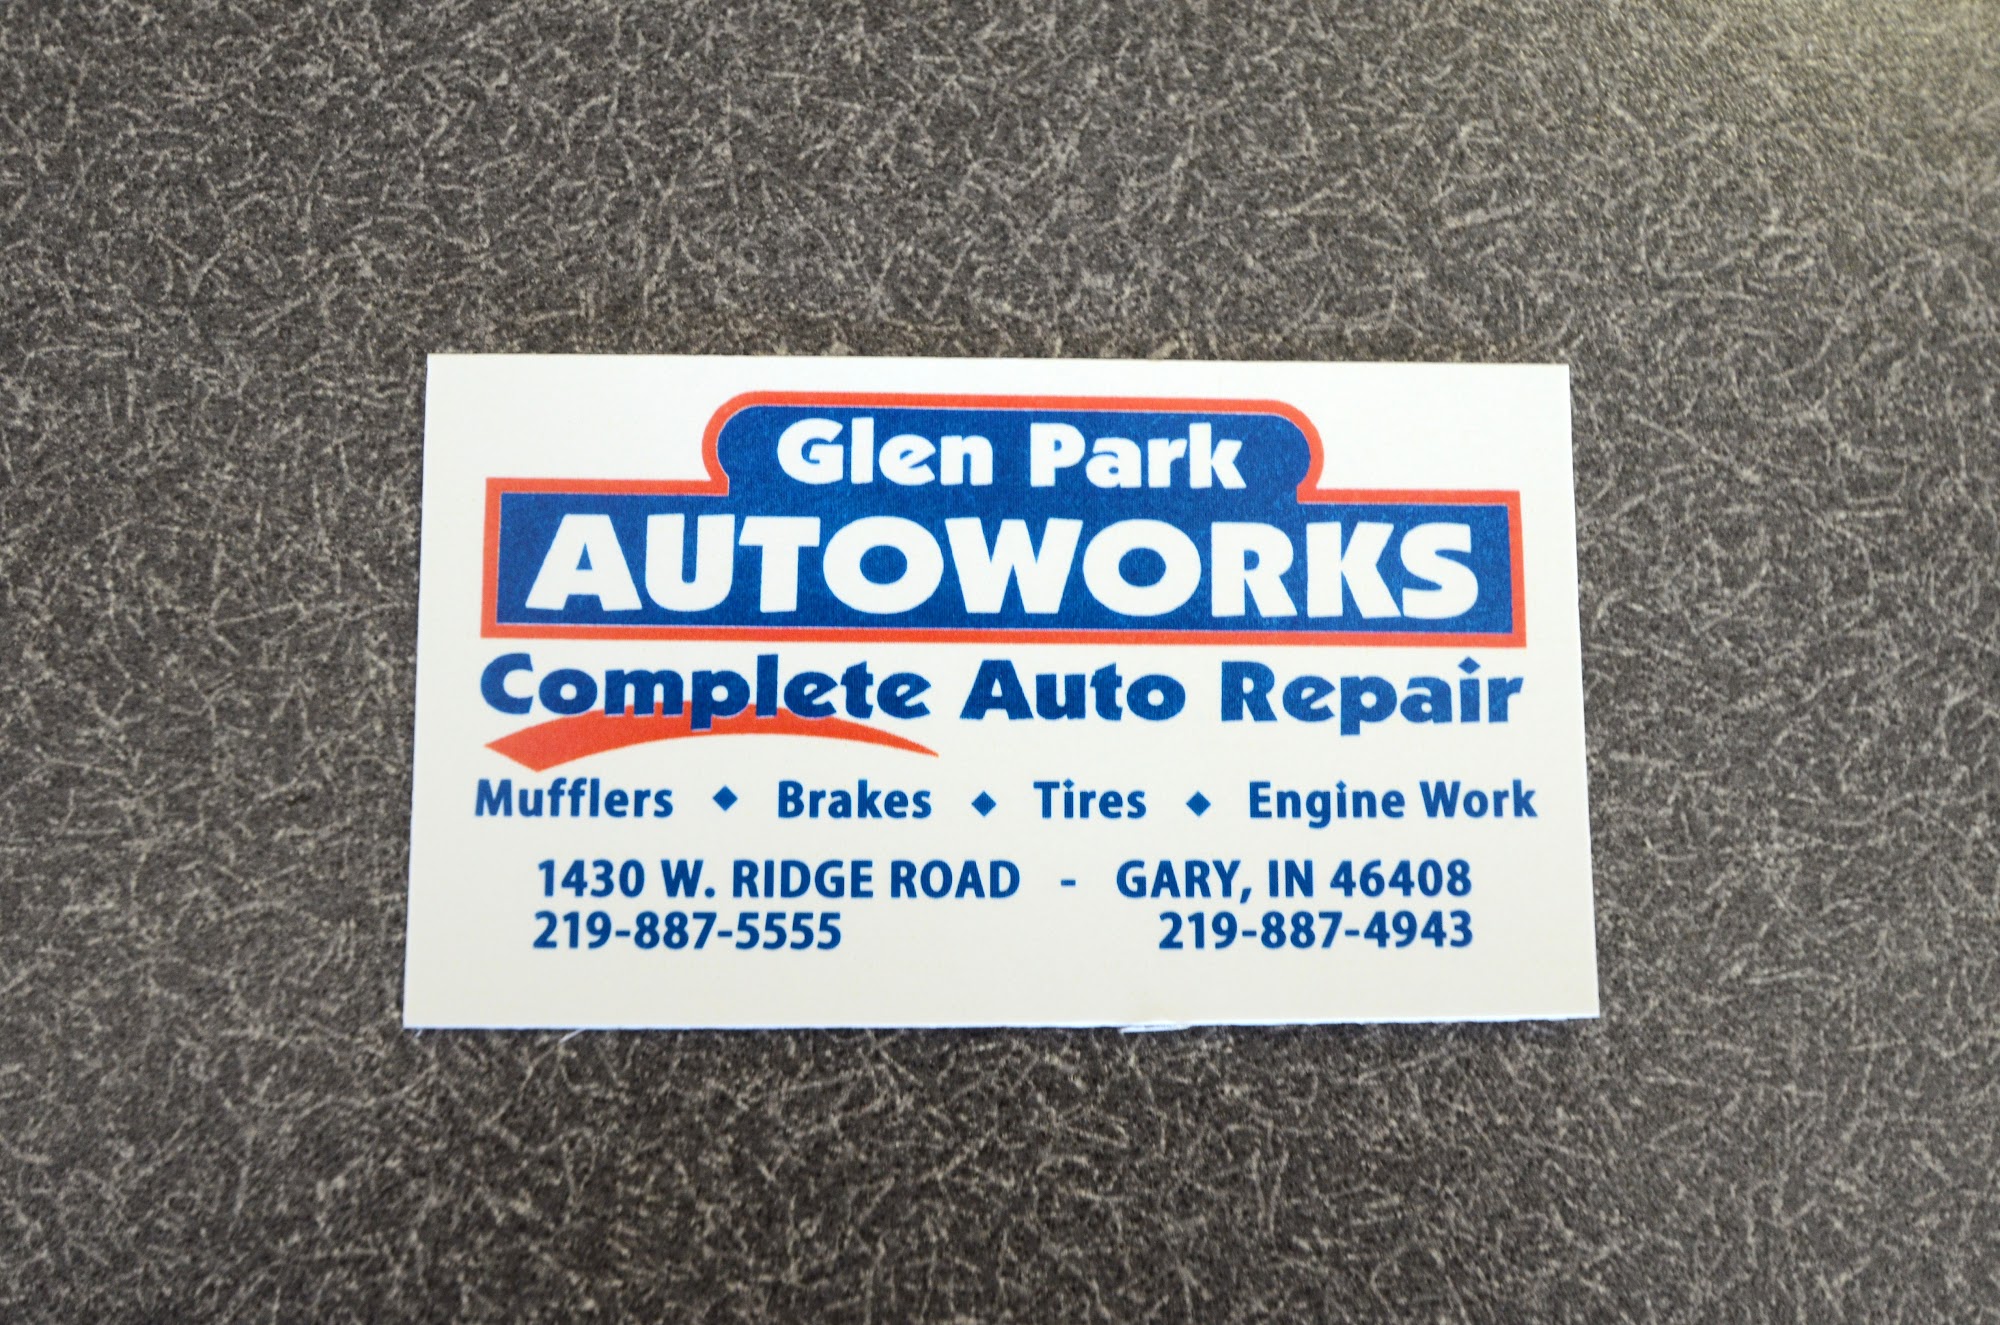 Glen Park
AUTOWORKS
Complete Auto Repair
Mufflers ◆ Brakes ◆ Tires ◆ Engine Work
1430 W. RIDGE ROAD - GARY, IN 46408
219-887-5555 219-887-4943